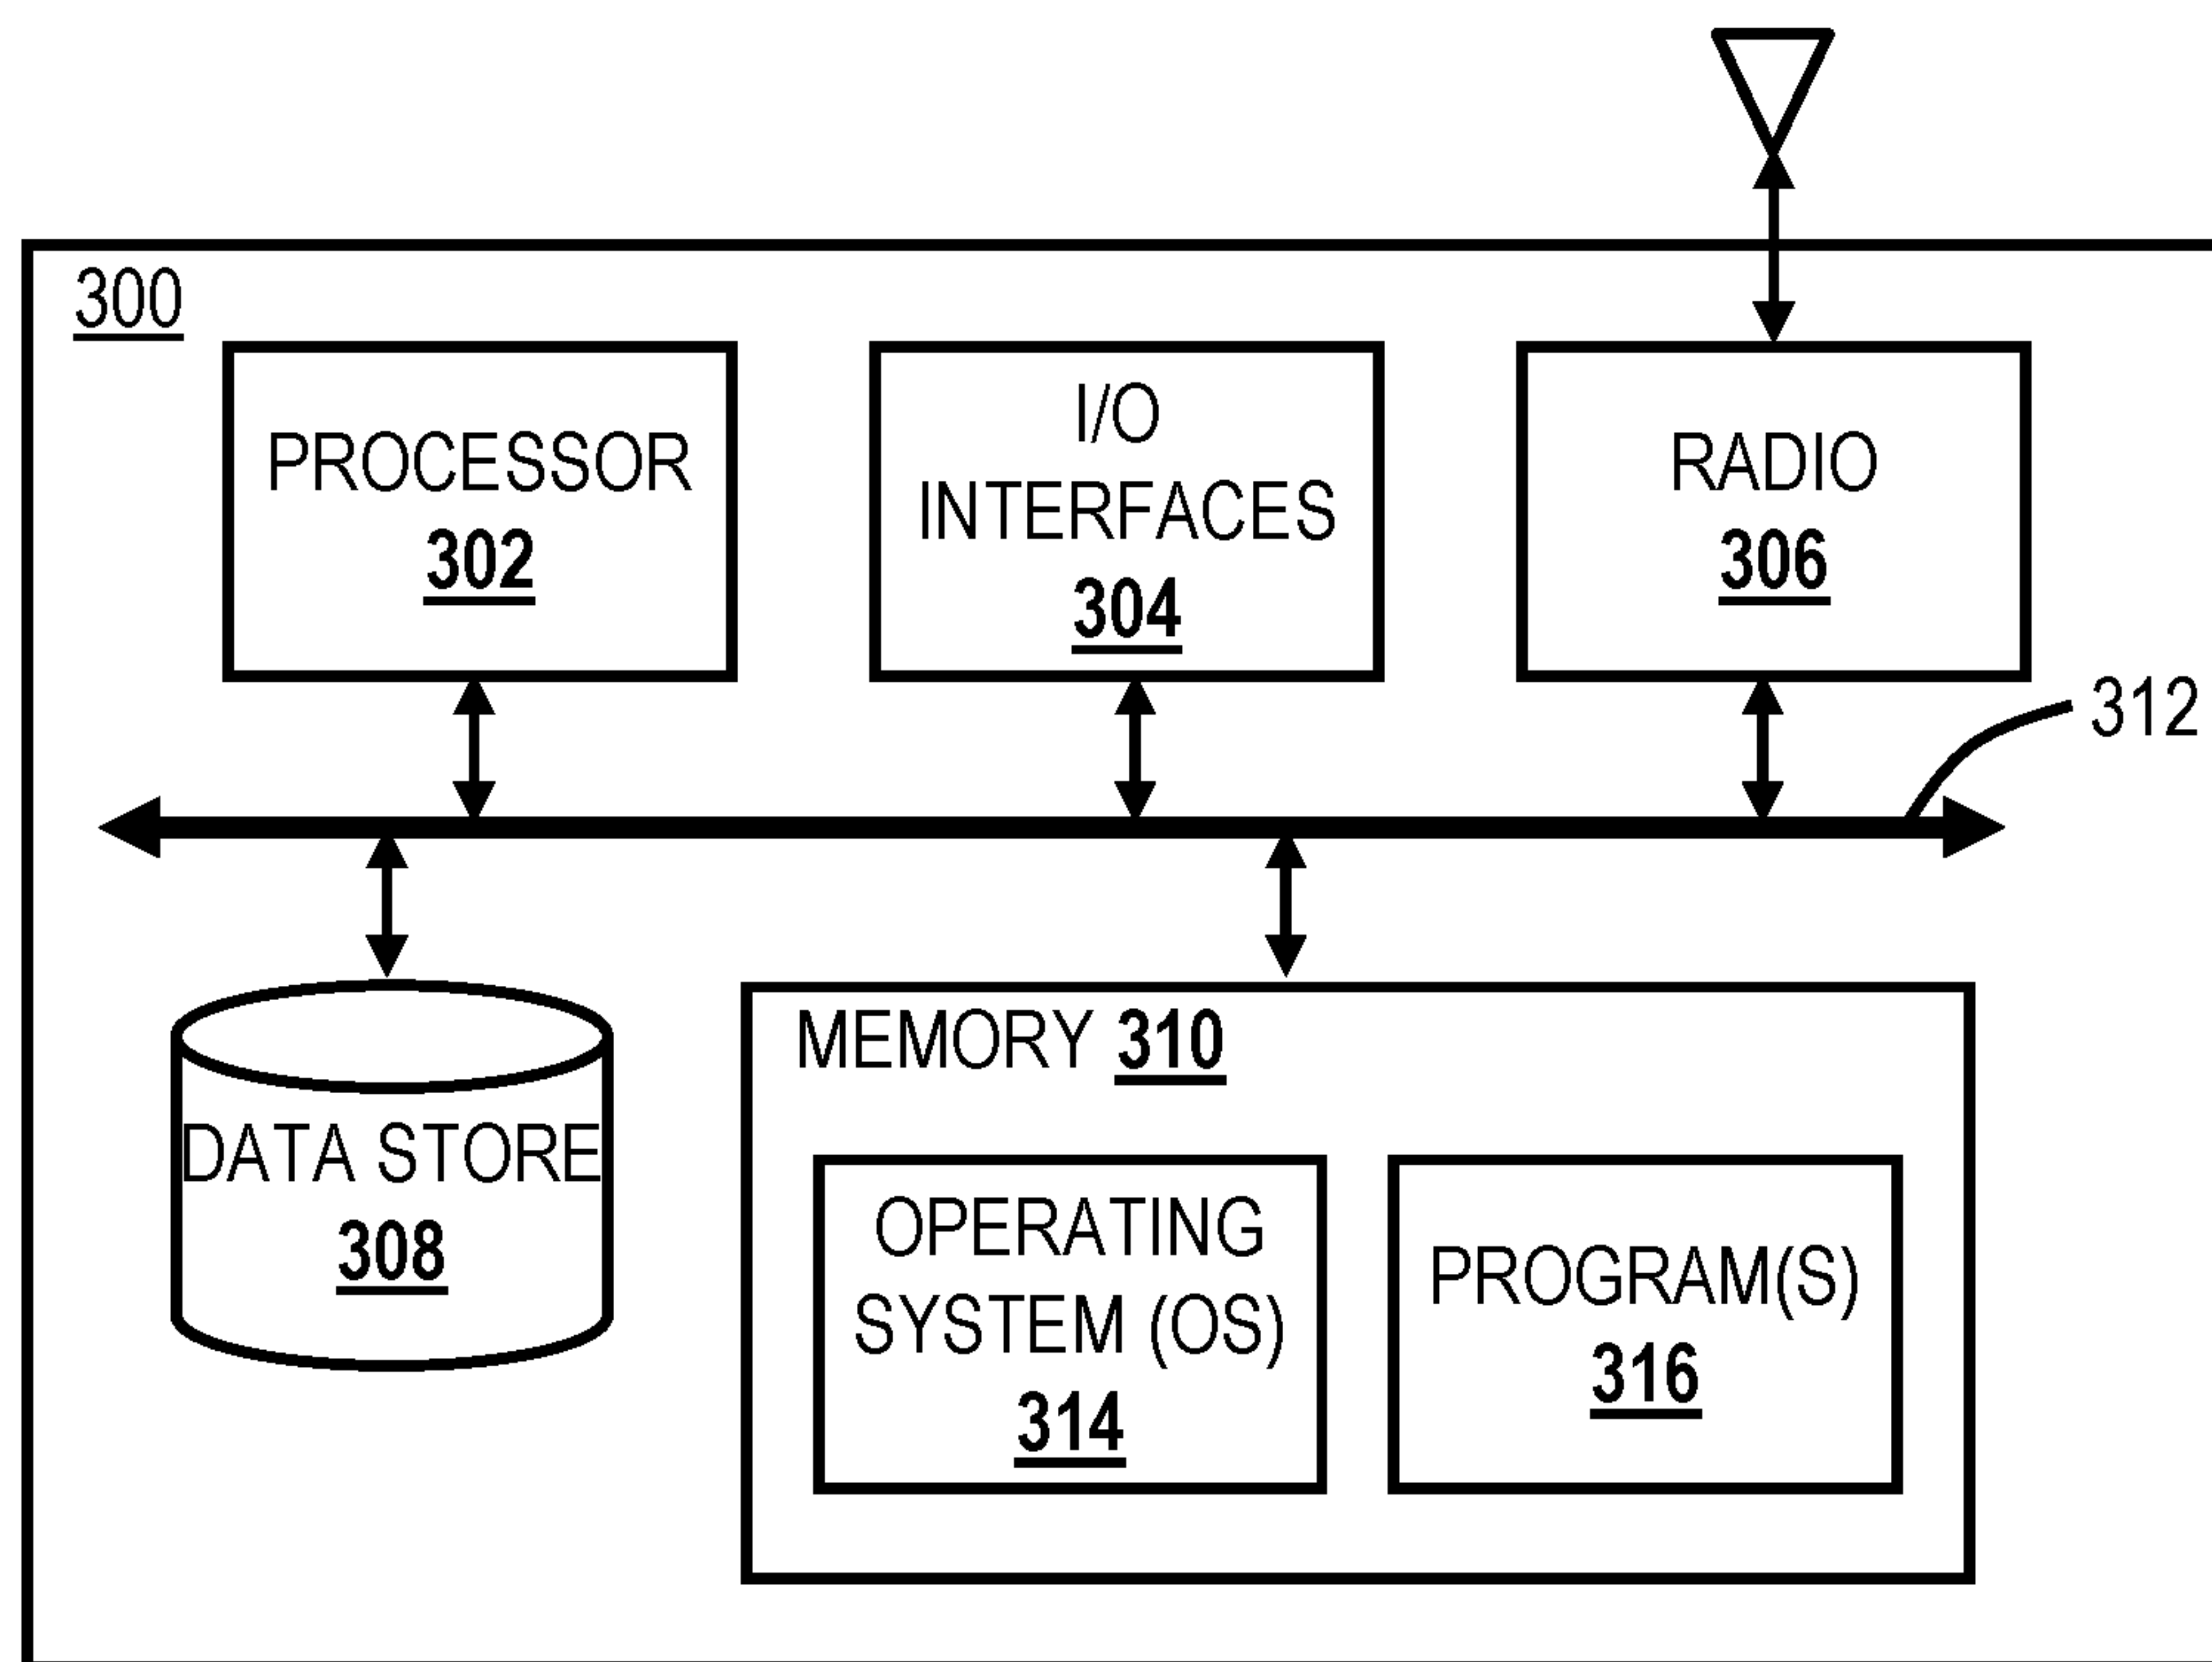 300
PROCESSOR
302
I/O
INTERFACES
304
RADIO
306
312
DATA STORE
308
MEMORY 310
OPERATING
SYSTEM (OS)
314
PROGRAM(S)
316